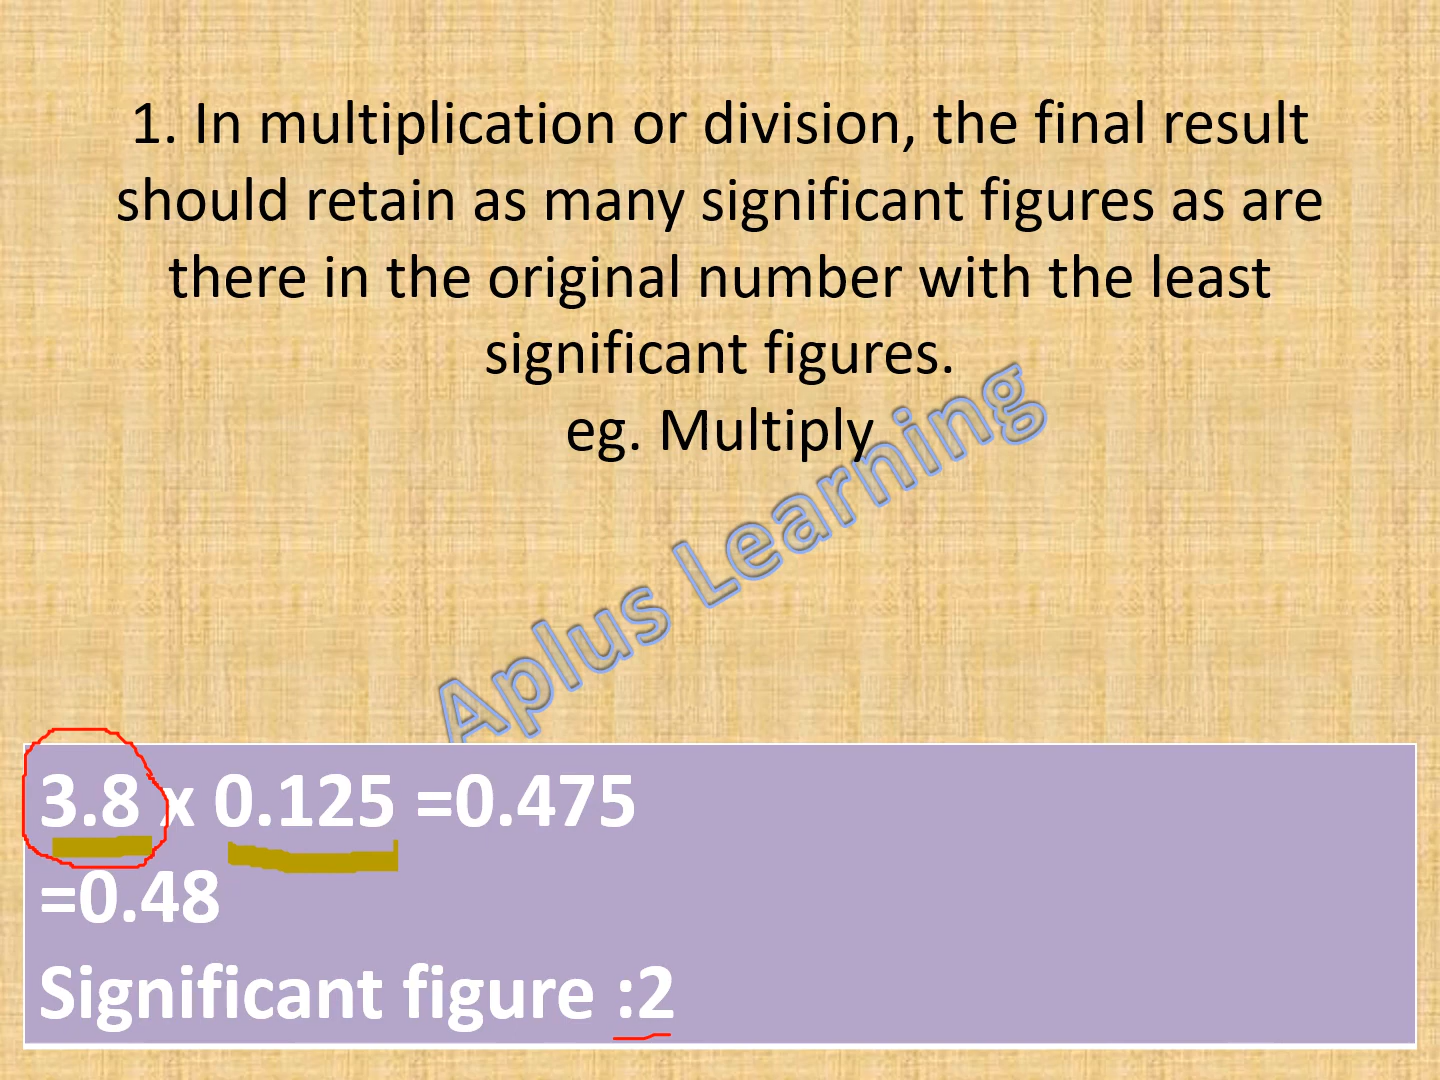 1. In multiplication or division, the final result
should retain as many significant figures as are
there in the original number with the least
significant figures.
eg. Multiply
Aplus Learning
3.8 x 0.125 =0.475
=0.48
Significant figure :2